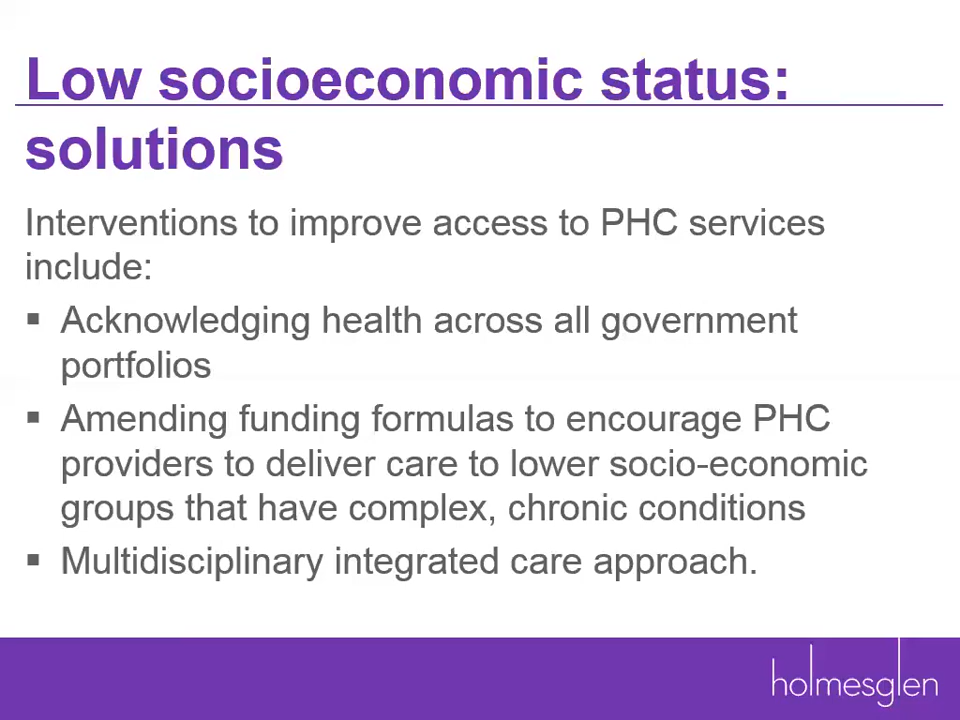 Low socioeconomic status:
solutions
Interventions to improve access to PHC services
include:
▪ Acknowledging health across all government
portfolios
▪ Amending funding formulas to encourage PHC
providers to deliver care to lower socio-economic
groups that have complex, chronic conditions
▪ Multidisciplinary integrated care approach.
holmesglen